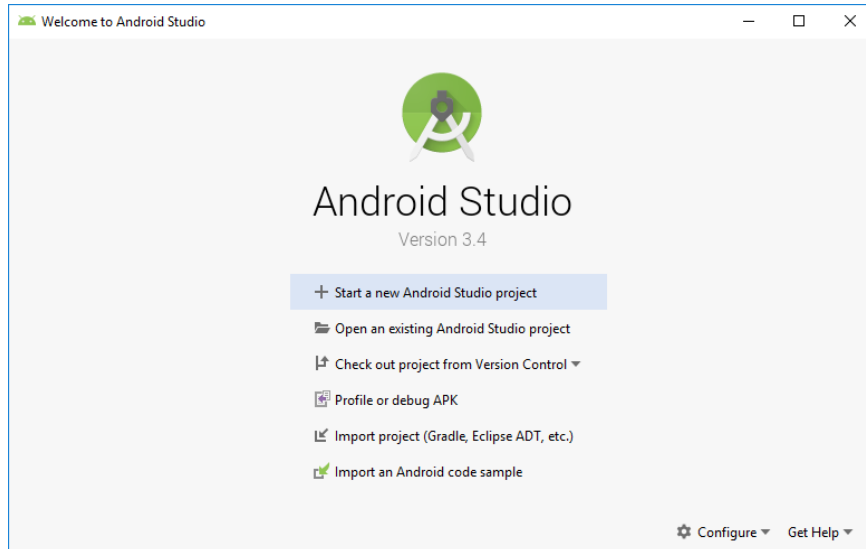 Welcome to Android Studio
Android Studio
Version 3.4
Start a new Android Studio project
Open an existing Android Studio project
Check out project from Version Control
Profile or debug APK
Import project (Gradle, Eclipse ADT, etc.)
Import an Android code sample
Configure Get Help